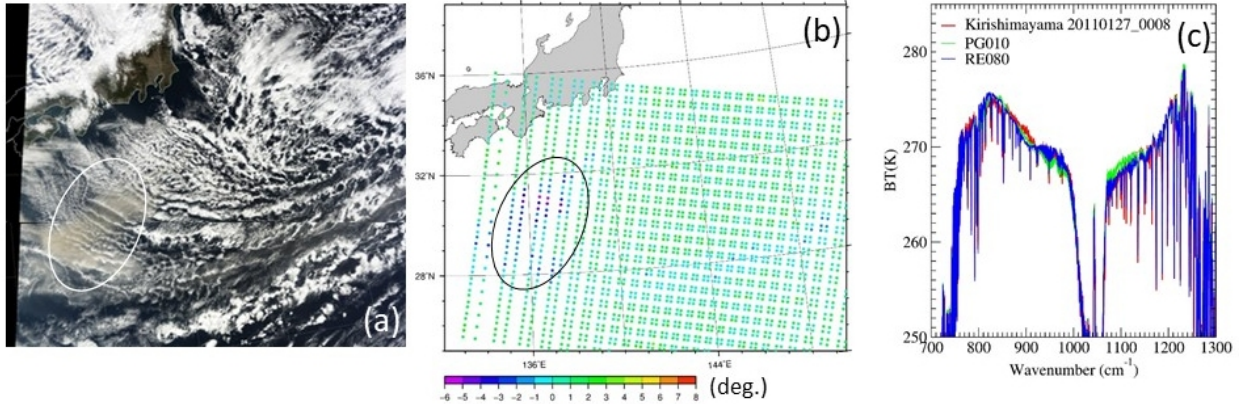 (a)
(b)
36°N
32°N
28°N
136°E
144°E
-6 -5 -4 -3 -2 -1 0 1 2 3 4 5 6 7 8
(deg.)
(c)
Kirishimayama 20110127_0008
PG010
RE080
280
270
260
250
BT(K)
700 800 900 1000 1100 1200 1300
Wavenumber (cm⁻¹)